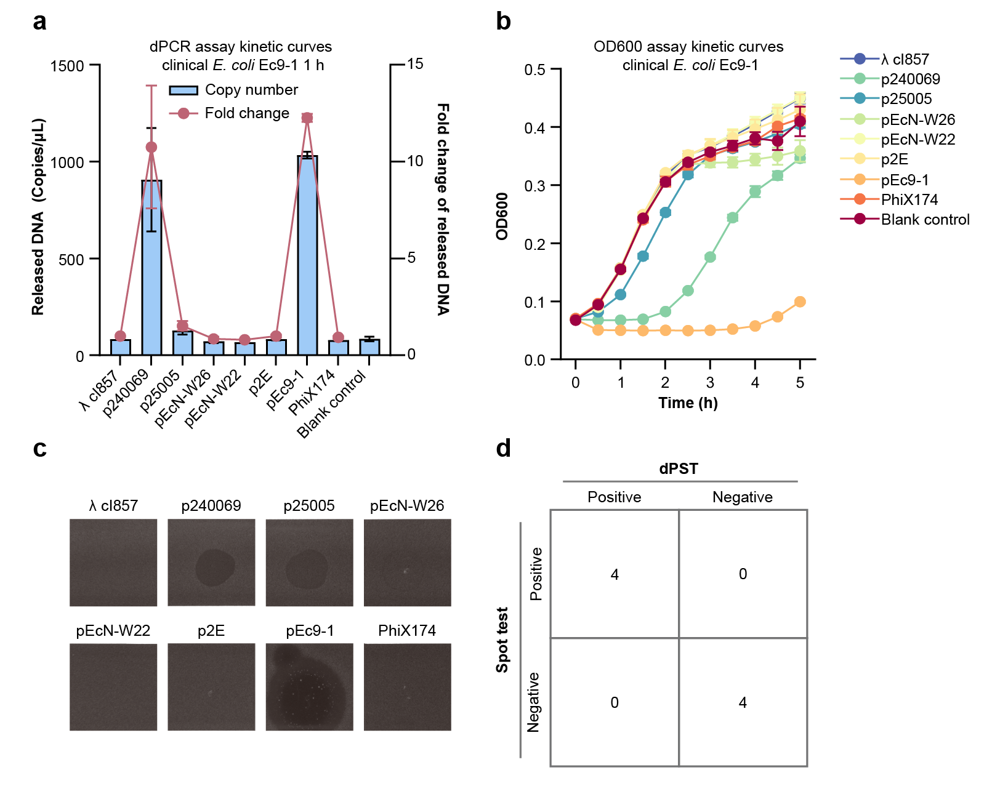 a
dPCR assay kinetic curves
clinical E. coli Ec9-1 1 h
Copy number
Fold change
Released DNA (Copies/μL)
1500
1000
500
0
Fold change of released DNA
15
10
5
0
λ cI857
p240069
p25005
pEcN-W26
pEcN-W22
p2E
pEc9-1
PhiX174
Blank control
b
OD600 assay kinetic curves
clinical E. coli Ec9-1
OD600
0.5
0.4
0.3
0.2
0.1
0.0
0 1 2 3 4 5
Time (h)
λ cI857
p240069
p25005
pEcN-W26
pEcN-W22
p2E
pEc9-1
PhiX174
Blank control
c
λ cI857 p240069 p25005 pEcN-W26
pEcN-W22 p2E pEc9-1 PhiX174
d
dPST
Positive Negative
Spot test
Positive
4 0
Negative
0 4